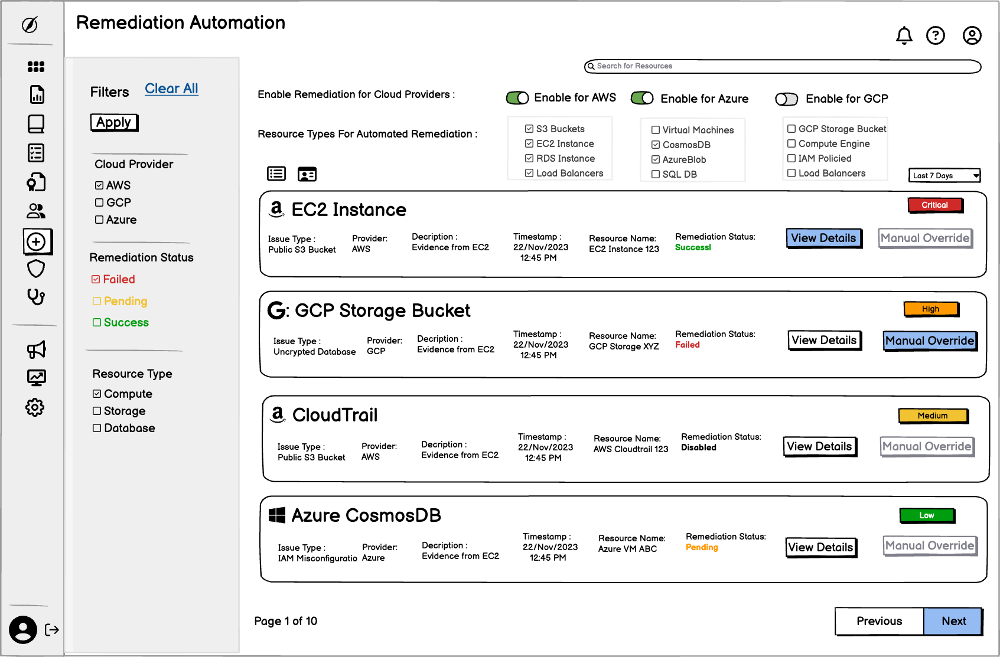 Remediation Automation
Search for Resources
Filters
Clear All
Apply
Cloud Provider
AWS
GCP
Azure
Remediation Status
Failed
Pending
Success
Resource Type
Compute
Storage
Database
Enable Remediation for Cloud Providers :
Enable for AWS
Enable for Azure
Enable for GCP
Resource Types For Automated Remediation :
S3 Buckets
EC2 Instance
RDS Instance
Load Balancers
Virtual Machines
CosmosDB
AzureBlob
SQL DB
GCP Storage Bucket
Compute Engine
IAM Policied
Load Balancers
Last 7 Days
EC2 Instance
Critical
Issue Type :
Public S3 Bucket
Provider:
AWS
Decription :
Evidence from EC2
Timestamp :
22/Nov/2023
12:45 PM
Resource Name:
EC2 Instance 123
Remediation Status:
Successl
View Details
Manual Override
G: GCP Storage Bucket
High
Issue Type :
Uncrypted Database
Provider:
GCP
Decription :
Evidence from EC2
Timestamp :
22/Nov/2023
12:45 PM
Resource Name:
GCP Storage XYZ
Remediation Status:
Failed
View Details
Manual Override
CloudTrail
Medium
Issue Type :
Public S3 Bucket
Provider:
AWS
Decription :
Evidence from EC2
Timestamp :
22/Nov/2023
12:45 PM
Resource Name:
AWS Cloudtrail 123
Remediation Status:
Disabled
View Details
Manual Override
Azure CosmosDB
Low
Issue Type :
IAM Misconfiguratio
Provider:
Azure
Decription :
Evidence from EC2
Timestamp :
22/Nov/2023
12:45 PM
Resource Name:
Azure VM ABC
Remediation Status:
Pending
View Details
Manual Override
Page 1 of 10
Previous
Next